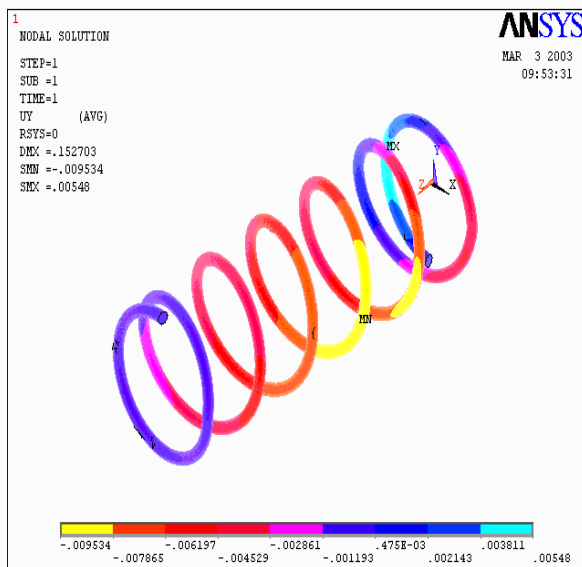 1
NODAL SOLUTION
STEP=1
SUB =1
TIME=1
UY (AVG)
RSYS=0
DMX =.152703
SMN =-.009534
SMX =.00548
ANSYS
MAR 3 2003
09:53:31
MX
Y
Z
X
MN
-.009534
-.007865
-.006197
-.004529
-.002861
-.001193
.475E-03
.002143
.003811
.00548